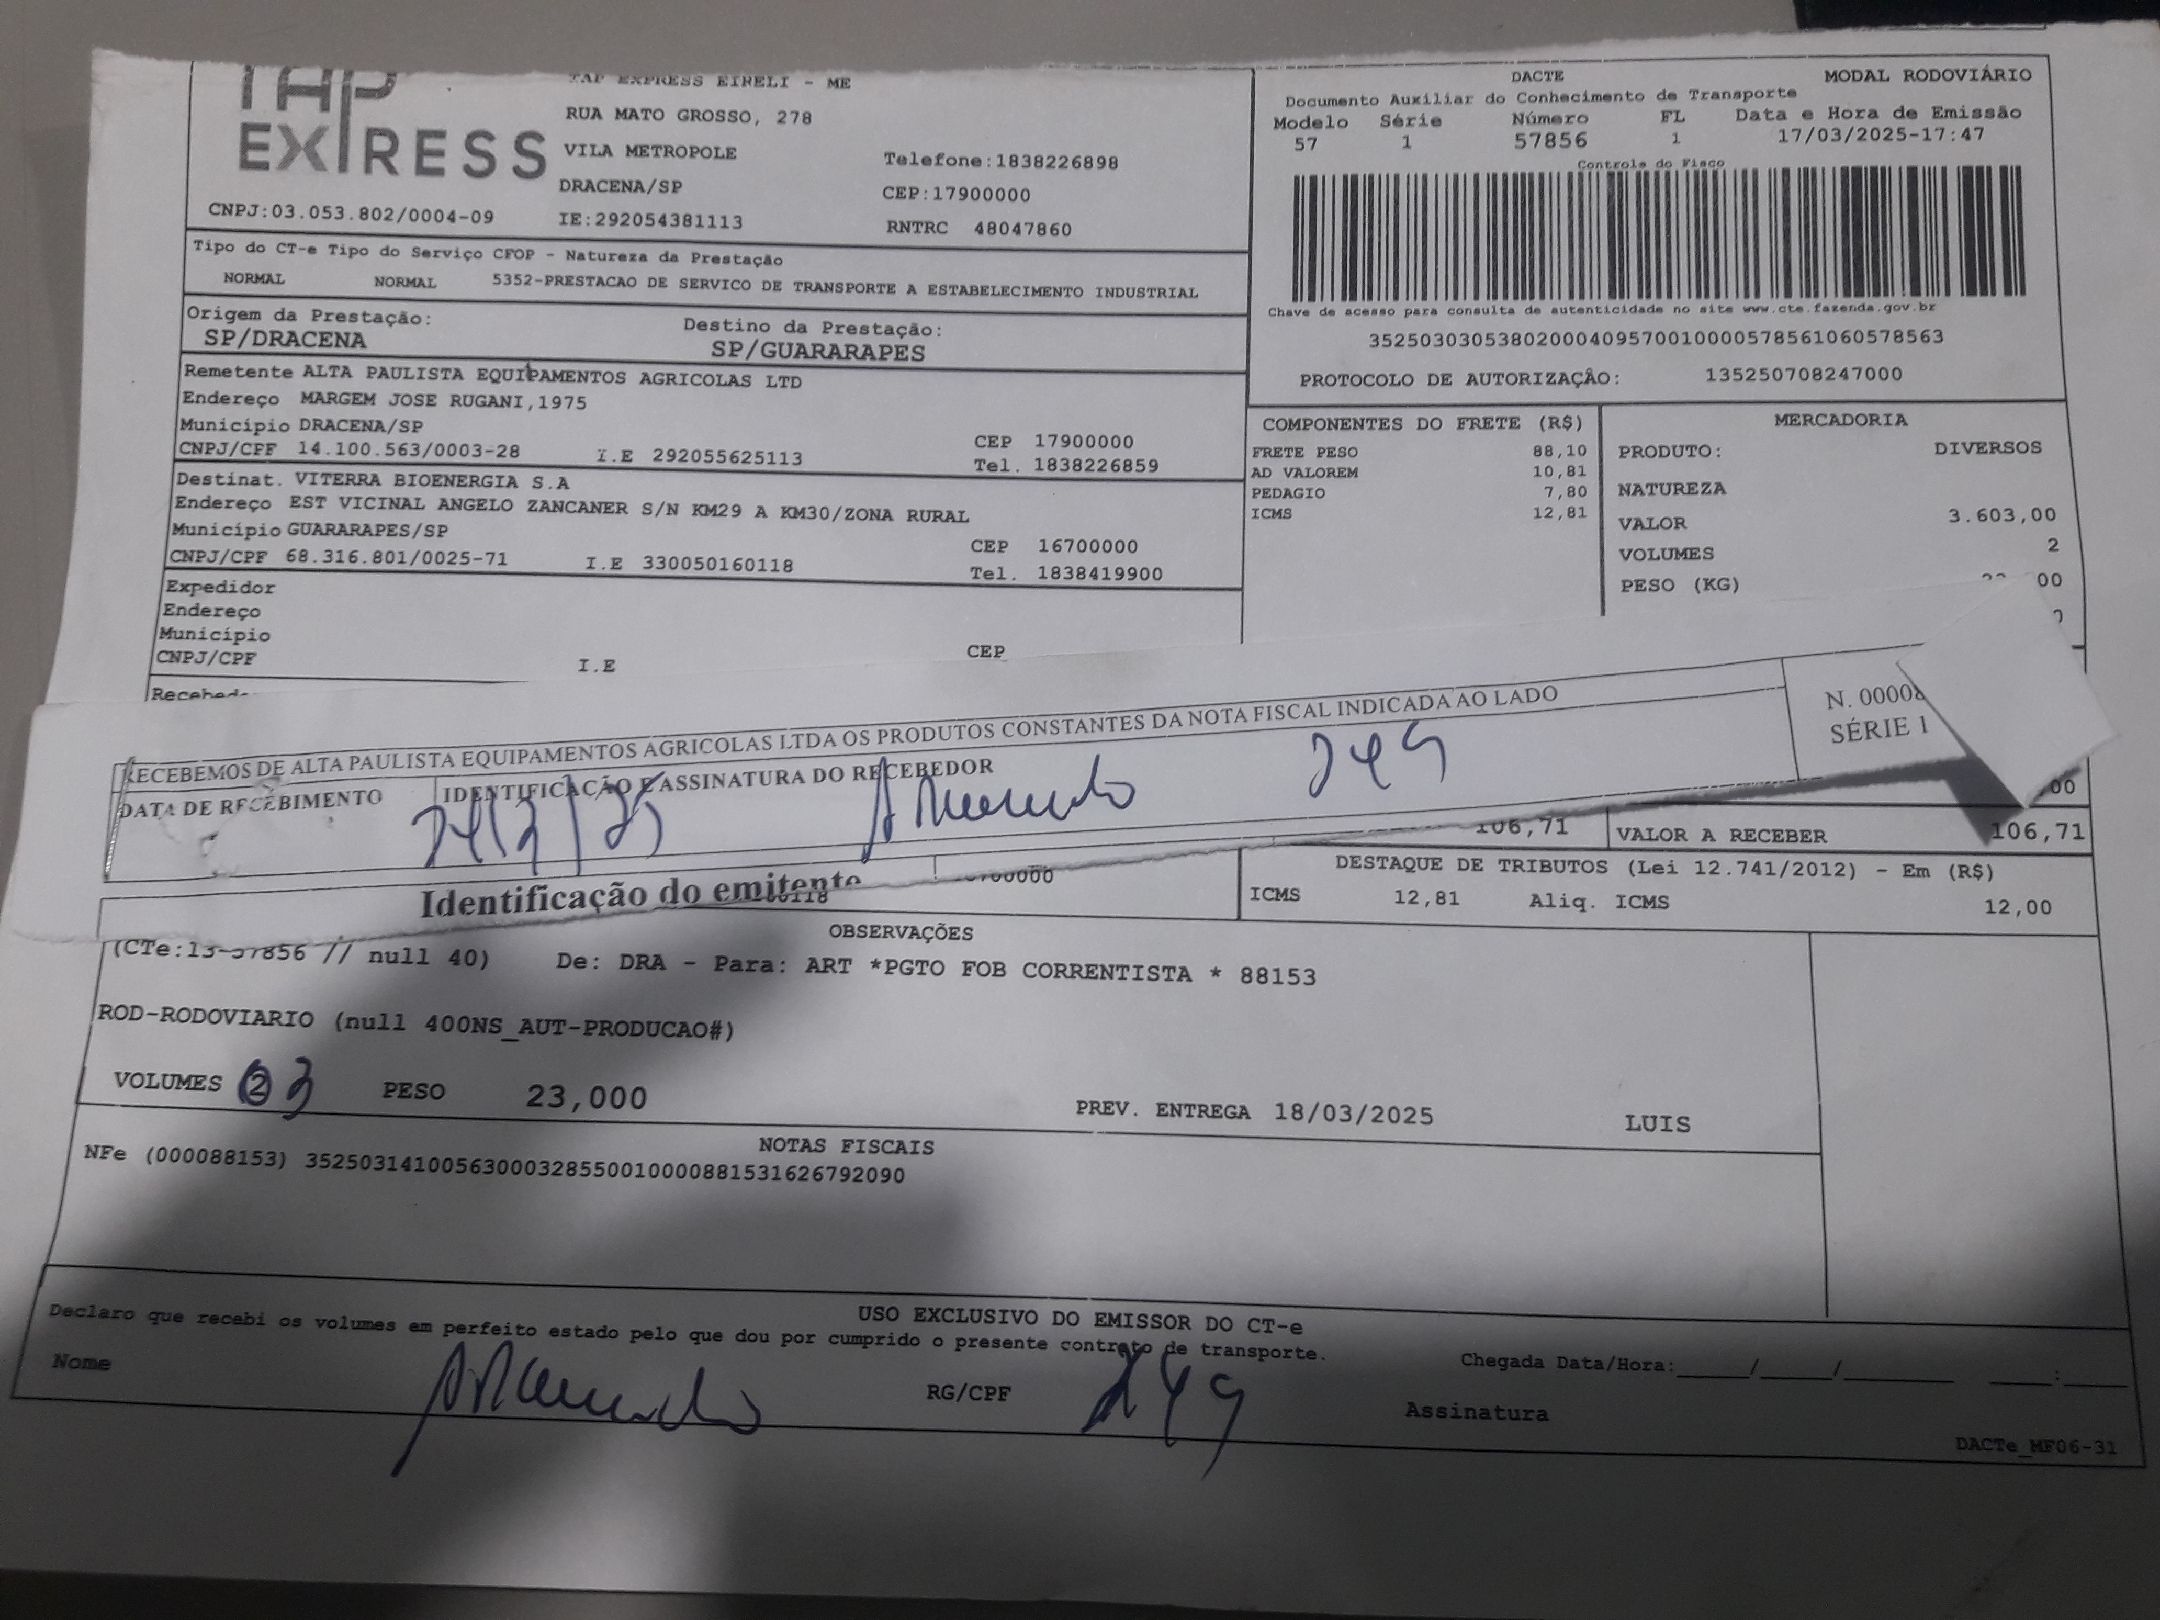 TAP
EXPRESS
TAP EXPRESS EIRELI - ME
RUA MATO GROSSO, 278
VILA METROPOLE
Telefone:1838226898
DRACENA/SP
CEP:17900000
CNPJ:03.053.802/0004-09
IE:292054381113
RNTRC 48047860
DACTE
MODAL RODOVIÁRIO
Documento Auxiliar do Conhecimento de Transporte
Modelo Série Número FL Data e Hora de Emissão
57 1 57856 1 17/03/2025-17:47
Controle do Fisco
Chave de acesso para consulta de autenticidade no site www.cte.fazenda.gov.br
35250303053802000409570010000578561060578563
PROTOCOLO DE AUTORIZAÇÂO: 135250708247000
Tipo do CT-e Tipo do Serviço CFOP - Natureza da Prestação
NORMAL NORMAL 5352-PRESTACAO DE SERVICO DE TRANSPORTE A ESTABELECIMENTO INDUSTRIAL
Origem da Prestação: Destino da Prestação:
SP/DRACENA SP/GUARARAPES
Remetente ALTA PAULISTA EQUIPAMENTOS AGRICOLAS LTD
Endereço MARGEM JOSE RUGANI,1975
Município DRACENA/SP CEP 17900000
CNPJ/CPF 14.100.563/0003-28 I.E 292055625113 Tel. 1838226859
Destinat. VITERRA BIOENERGIA S.A
Endereço EST VICINAL ANGELO ZANCANER S/N KM29 A KM30/ZONA RURAL
Município GUARARAPES/SP CEP 16700000
CNPJ/CPF 68.316.801/0025-71 I.E 330050160118 Tel. 1838419900
Expedidor
Endereço
Município
CNPJ/CPF I.E CEP
COMPONENTES DO FRETE (R$)
FRETE PESO 88,10
AD VALOREM 10,81
PEDAGIO 7,80
ICMS 12,81
MERCADORIA
PRODUTO: DIVERSOS
NATUREZA
VALOR 3.603,00
VOLUMES 2
PESO (KG)
RECEBEMOS DE ALTA PAULISTA EQUIPAMENTOS AGRICOLAS LTDA OS PRODUTOS CONSTANTES DA NOTA FISCAL INDICADA AO LADO
DATA DE RECEBIMENTO IDENTIFICAÇÃO E ASSINATURA DO RECEBEDOR
249
SÉRIE 1
Identificação do emitente
106,71 VALOR A RECEBER 106,71
DESTAQUE DE TRIBUTOS (Lei 12.741/2012) - Em (R$)
ICMS 12,81 Aliq. ICMS 12,00
OBSERVAÇÕES
(CTe:13-57856 // null 40) De: DRA - Para: ART *PGTO FOB CORRENTISTA * 88153
ROD-RODOVIARIO (null 400NS_AUT-PRODUCAO#)
VOLUMES 2 3 PESO 23,000 PREV. ENTREGA 18/03/2025 LUIS
NOTAS FISCAIS
NFe (000088153) 35250314100563000328550010000881531626792090
USO EXCLUSIVO DO EMISSOR DO CT-e
Declaro que recebi os volumes em perfeito estado pelo que dou por cumprido o presente contrato de transporte.
Nome RG/CPF 249 Chegada Data/Hora:_____/_____/________ ____:____
Assinatura
DACTe_MF06-31